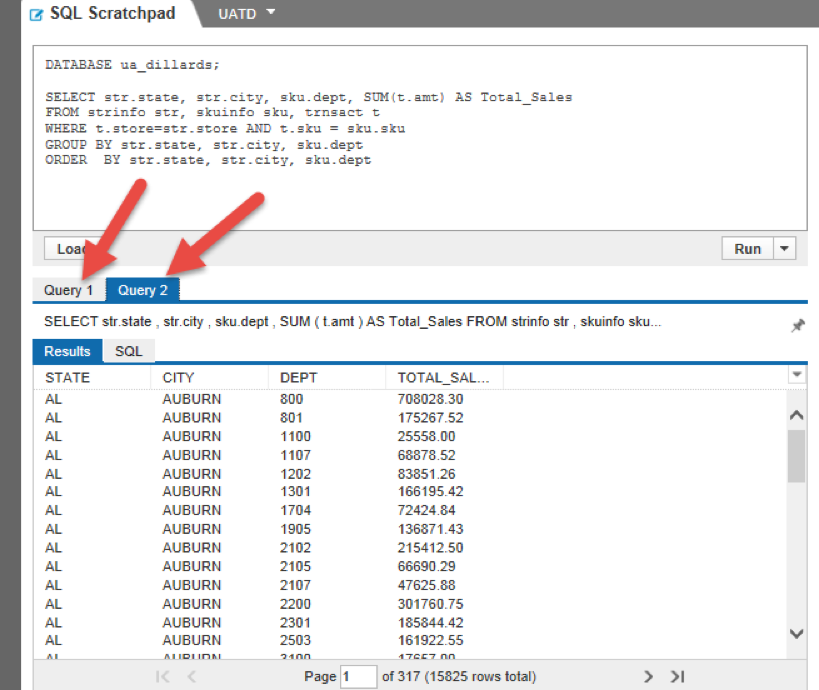 SQL Scratchpad UATD
DATABASE ua_dillards;
SELECT str.state, str.city, sku.dept, SUM(t.amt) AS Total_Sales
FROM strinfo str, skuinfo sku, trnsact t
WHERE t.store=str.store AND t.sku = sku.sku
GROUP BY str.state, str.city, sku.dept
ORDER  BY str.state, str.city, sku.dept
Run
Query 1 Query 2
SELECT str.state , str.city , sku.dept , SUM ( t.amt ) AS Total_Sales FROM strinfo str , skuinfo sku...
Results SQL
STATE CITY DEPT TOTAL_SAL...
AL AUBURN 800 708028.30
AL AUBURN 801 175267.52
AL AUBURN 1100 25558.00
AL AUBURN 1107 68878.52
AL AUBURN 1202 83851.26
AL AUBURN 1301 166195.42
AL AUBURN 1704 72424.84
AL AUBURN 1905 136871.43
AL AUBURN 2102 215412.50
AL AUBURN 2105 66690.29
AL AUBURN 2107 47625.88
AL AUBURN 2200 301760.75
AL AUBURN 2301 185844.42
AL AUBURN 2503 161922.55
AL AUBURN 3100 17657.00
Page 1 of 317 (15825 rows total)